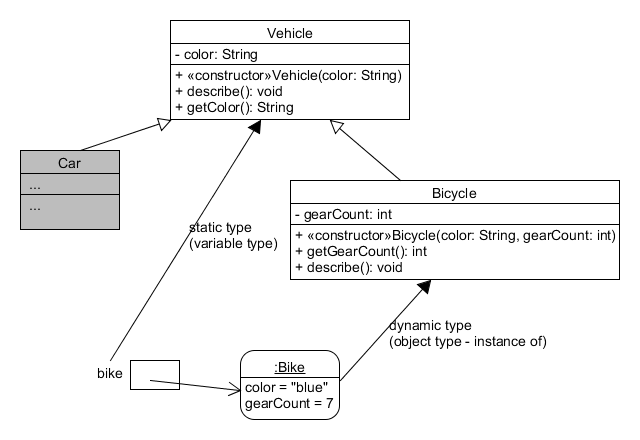 Vehicle
- color: String
+ «constructor»Vehicle(color: String)
+ describe(): void
+ getColor(): String
Car
...
...
Bicycle
- gearCount: int
+ «constructor»Bicycle(color: String, gearCount: int)
+ getGearCount(): int
+ describe(): void
static type
(variable type)
dynamic type
(object type - instance of)
bike
:Bike
color = "blue"
gearCount = 7